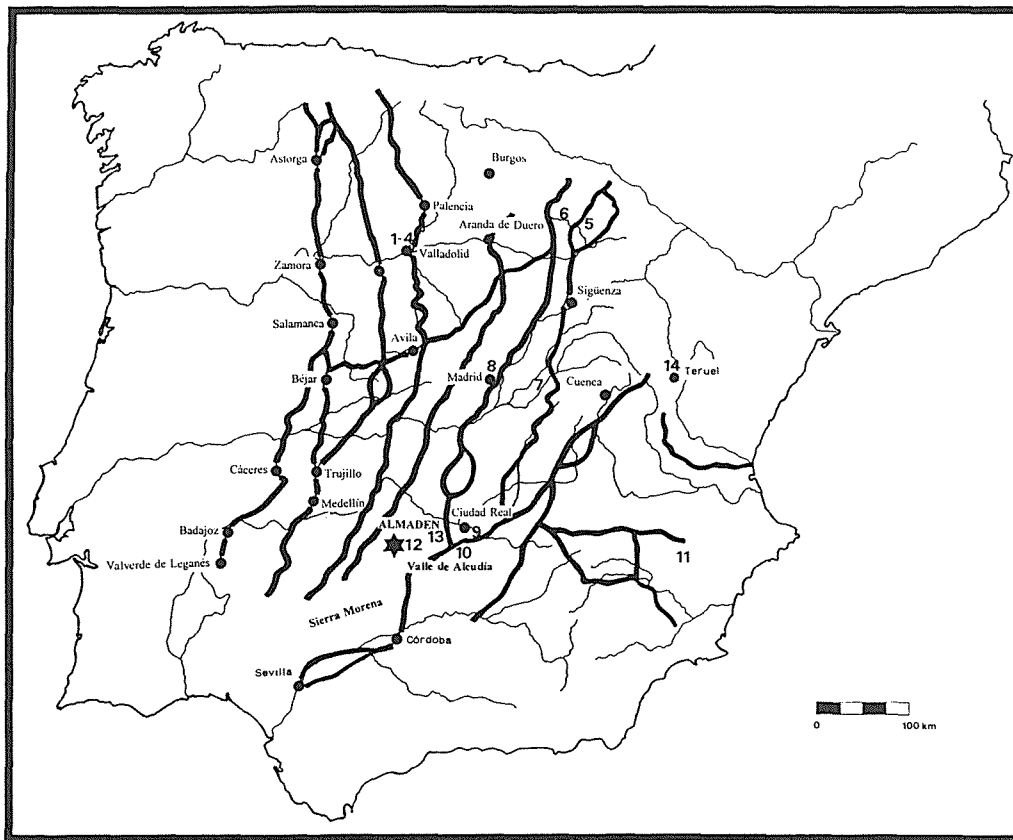 Astorga
Burgos
Palencia
6
5
Aranda de Duero
1-4
Valladolid
Zamora
Sigüenza
Salamanca
Avila
8
14
Teruel
Béjar
Madrid
7
Cuenca
Cáceres
Trujillo
Medellín
Ciudad Real
Badajoz
ALMADEN
13
9
12
10
11
Valverde de Leganés
Valle de Alcudía
Sierra Morena
Córdoba
Sevilla
0
100 km